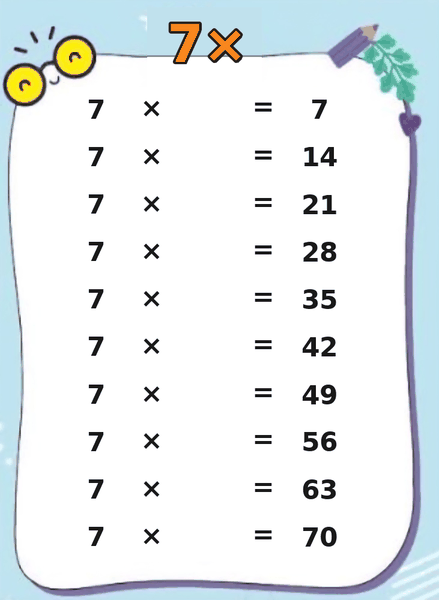 7×
7 × = 7
7 × = 14
7 × = 21
7 × = 28
7 × = 35
7 × = 42
7 × = 49
7 × = 56
7 × = 63
7 × = 70